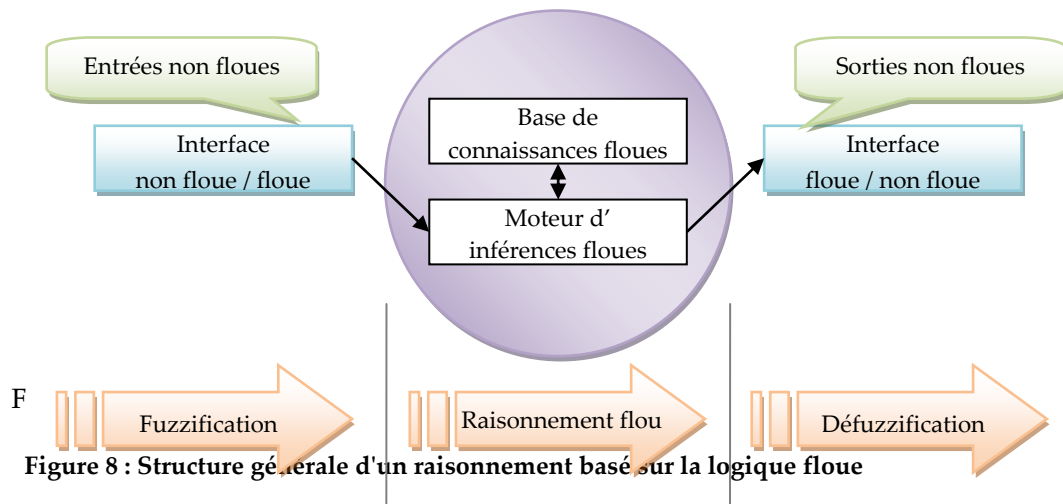 Entrées non floues
Sorties non floues
Interface
non floue / floue
Base de
connaissances floues
Moteur d'
inférences floues
Interface
floue / non floue
F
Fuzzification
Raisonnement flou
Défuzzification
Figure 8 : Structure générale d'un raisonnement basé sur la logique floue